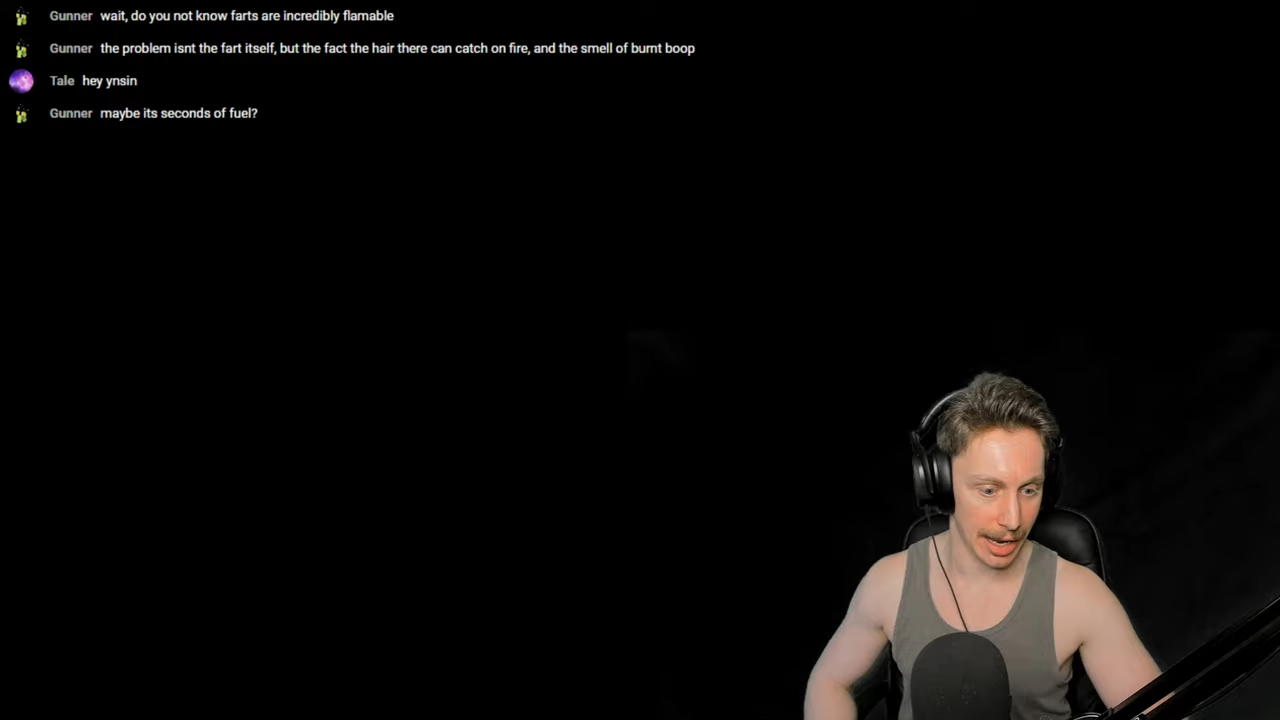 Gunner wait, do you not know farts are incredibly flamable
Gunner the problem isnt the fart itself, but the fact the hair there can catch on fire, and the smell of burnt boop
Tale hey ynsin
Gunner maybe its seconds of fuel?